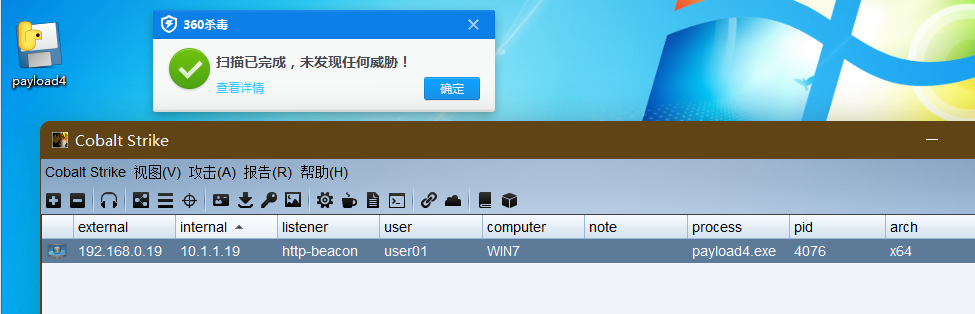 360杀毒
扫描已完成，未发现任何威胁！
查看详情
确定
payload4
Cobalt Strike
Cobalt Strike 视图(V) 攻击(A) 报告(R) 帮助(H)
external internal listener user computer note process pid arch
192.168.0.19 10.1.1.19 http-beacon user01 WIN7 payload4.exe 4076 x64